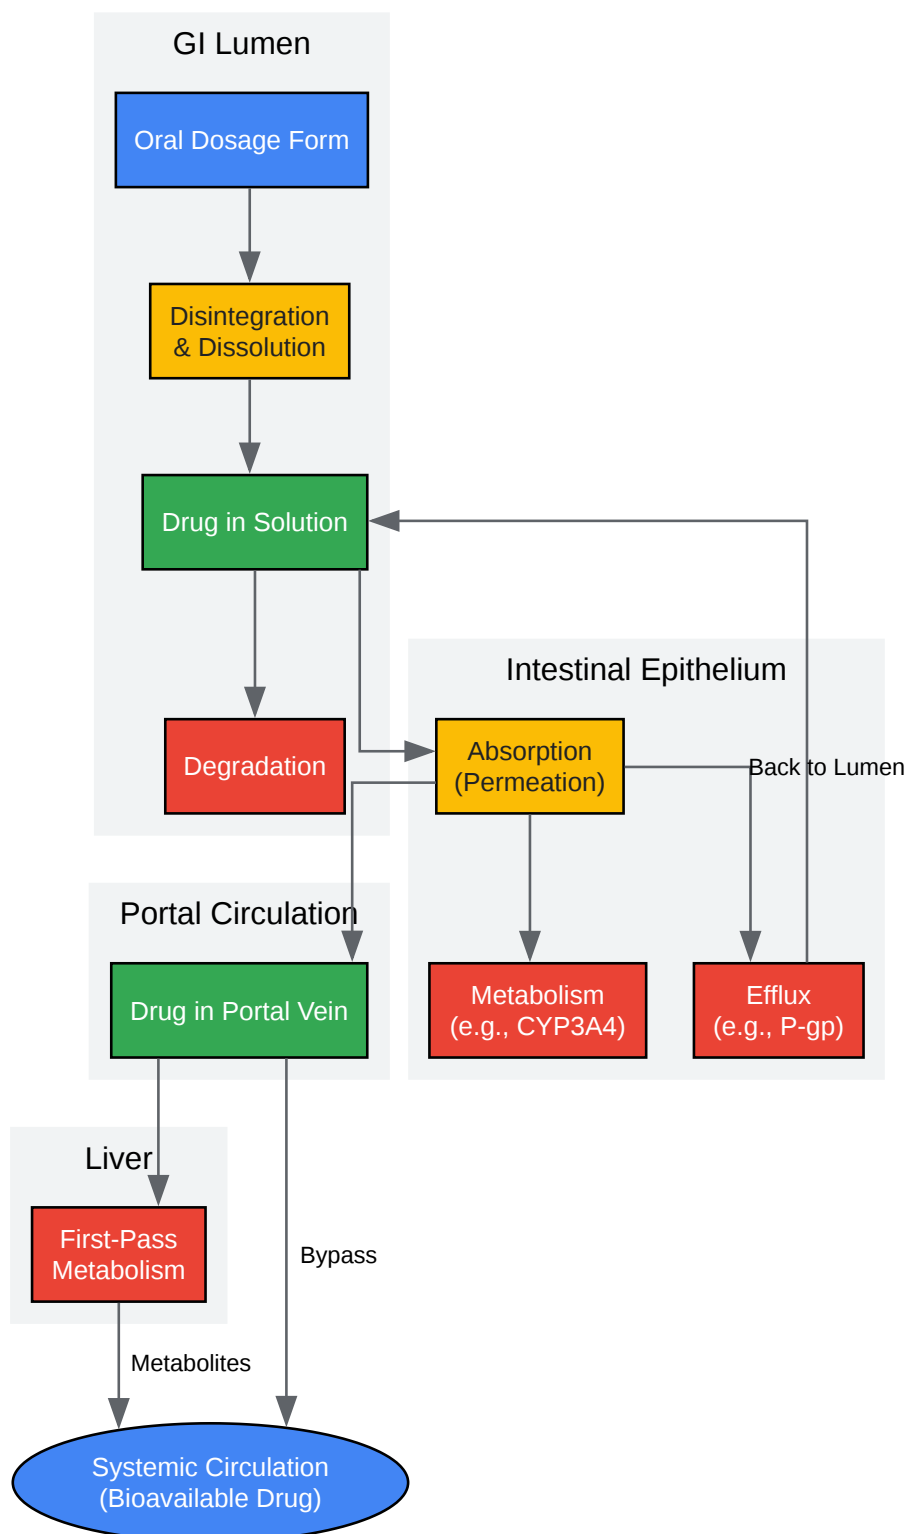 GI Lumen
Oral Dosage Form
Disintegration
& Dissolution
Drug in Solution
Degradation
Intestinal Epithelium
Absorption
(Permeation)
Back to Lumen
Metabolism
(e.g., CYP3A4)
Efflux
(e.g., P-gp)
Portal Circulation
Drug in Portal Vein
Liver
First-Pass
Metabolism
Bypass
Metabolites
Systemic Circulation
(Bioavailable Drug)